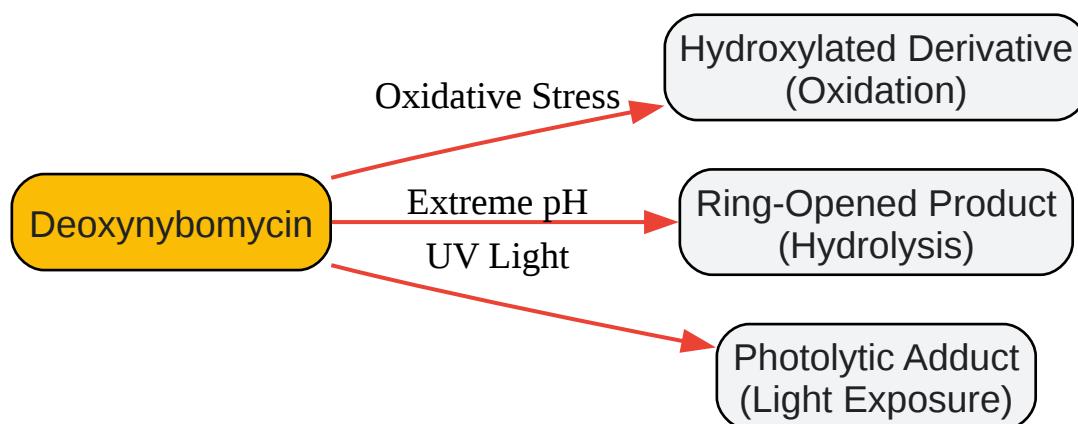 Hydroxylated Derivative
(Oxidation)
Oxidative Stress
Deoxynybomycin
Extreme pH
Ring-Opened Product
(Hydrolysis)
UV Light
Photolytic Adduct
(Light Exposure)